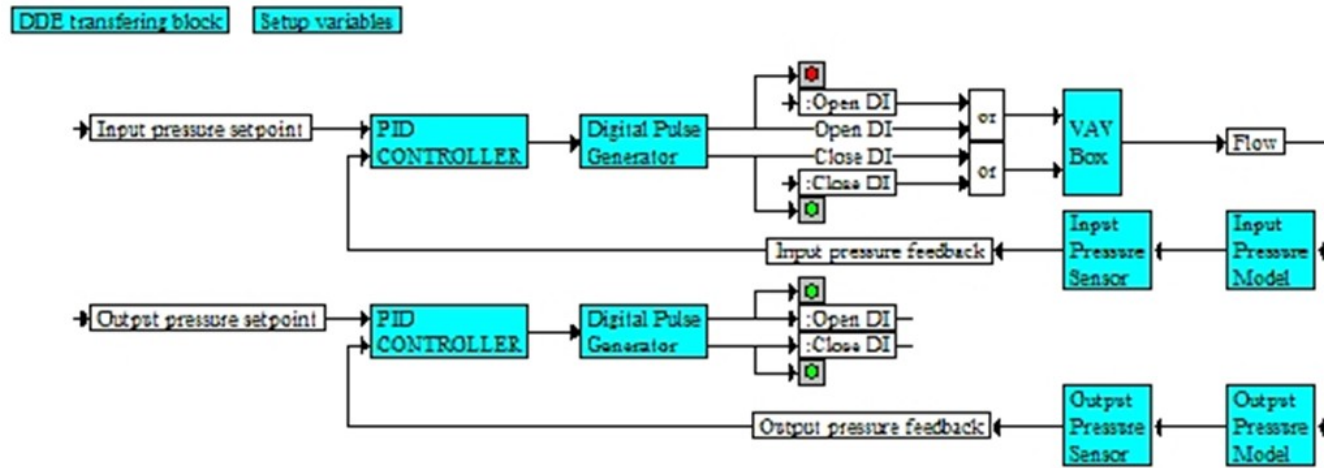 DDE transfering block
Setup variables
:Open DI
Input pressure setpoint
PID
CONTROLLER
Digital Pulse
Generator
Open DI
Close DI
or
or
VAV
Box
Flow
:Close DI
Input pressure feedback
Input
Pressure
Sensor
Input
Pressure
Model
Output pressure setpoint
PID
CONTROLLER
Digital Pulse
Generator
:Open DI
:Close DI
Output pressure feedback
Output
Pressure
Sensor
Output
Pressure
Model